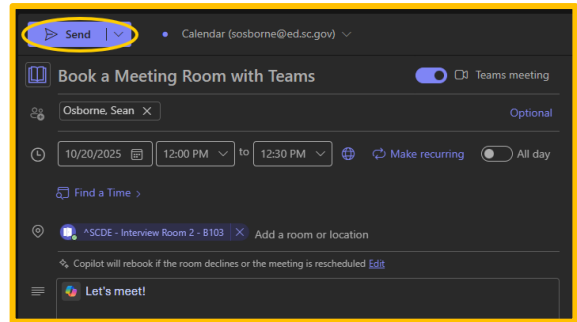 Send Calendar (sosborne@ed.sc.gov)
Book a Meeting Room with Teams Teams meeting
Osborne, Sean X Optional
10/20/2025 12:00 PM to 12:30 PM Make recurring All day
Find a Time >
^SCDE - Interview Room 2 - B103 X Add a room or location
Copilot will rebook if the room declines or the meeting is rescheduled Edit
Let's meet!